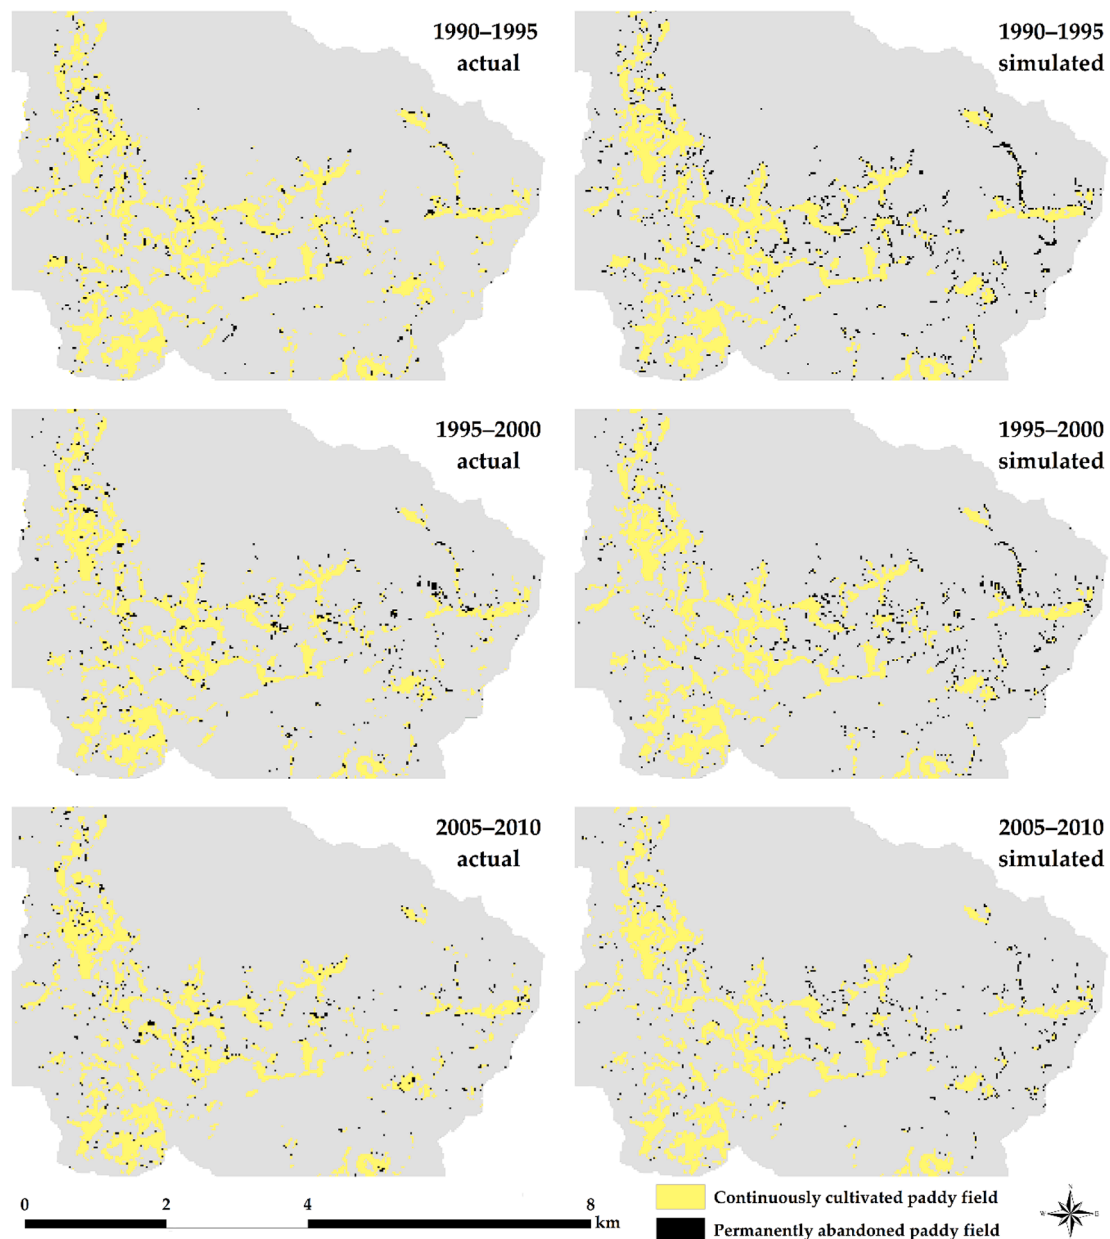 1990–1995
actual
1990–1995
simulated
1995–2000
actual
1995–2000
simulated
2005–2010
actual
2005–2010
simulated
0 2 4 8
km
Continuously cultivated paddy field
Permanently abandoned paddy field
N
W E
S